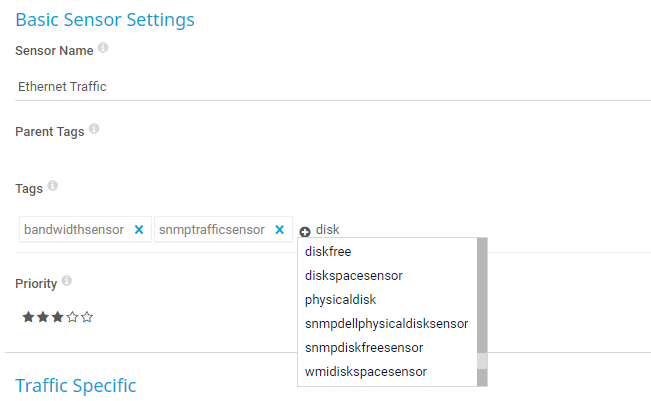 Basic Sensor Settings
Sensor Name
Ethernet Traffic
Parent Tags
Tags
bandwidthsensor snmptrafficsensor disk
diskfree
diskspacesensor
physicaldisk
snmpdellphysicaldisksensor
snmpdiskfreesensor
wmidiskspacesensor
Priority
Traffic Specific